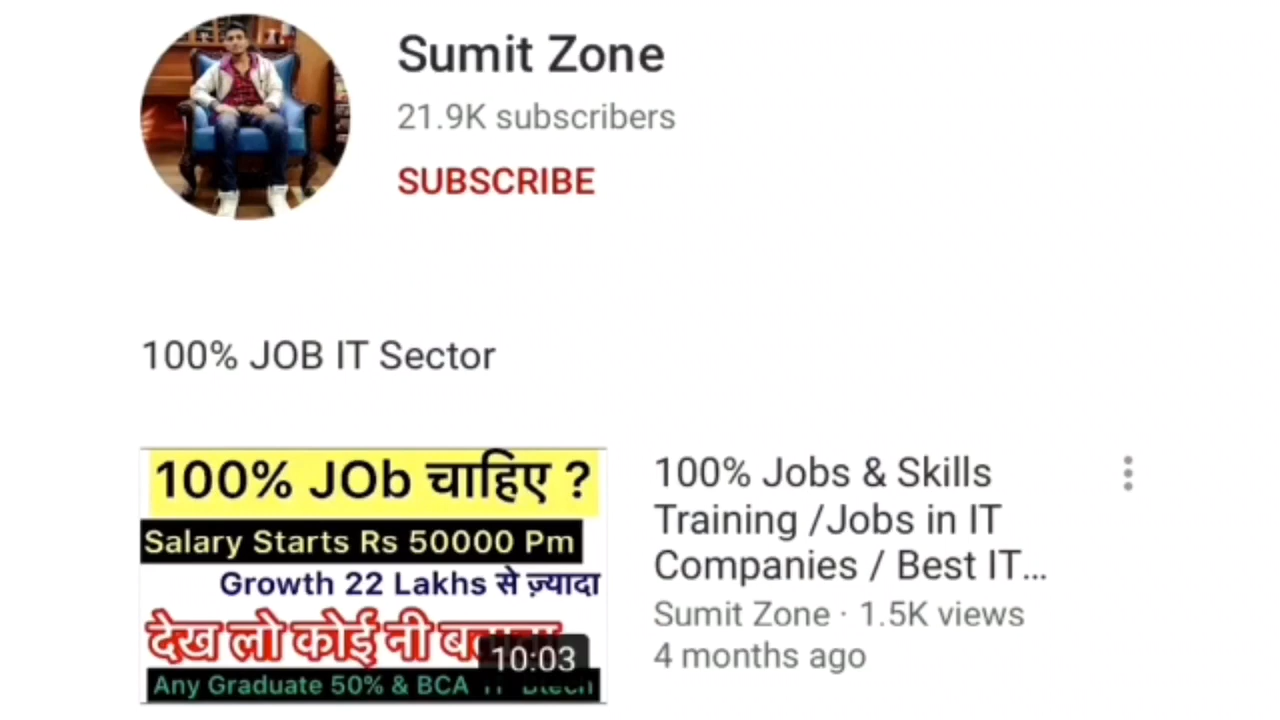 Sumit Zone
21.9K subscribers
SUBSCRIBE
100% JOB IT Sector
100% JOb चाहिए ?
Salary Starts Rs 50000 Pm
Growth 22 Lakhs से ज़्यादा
देख लो कोई नी
10:03
Any Graduate 50% & BCA
100% Jobs & Skills
Training /Jobs in IT
Companies / Best IT...
Sumit Zone · 1.5K views
4 months ago